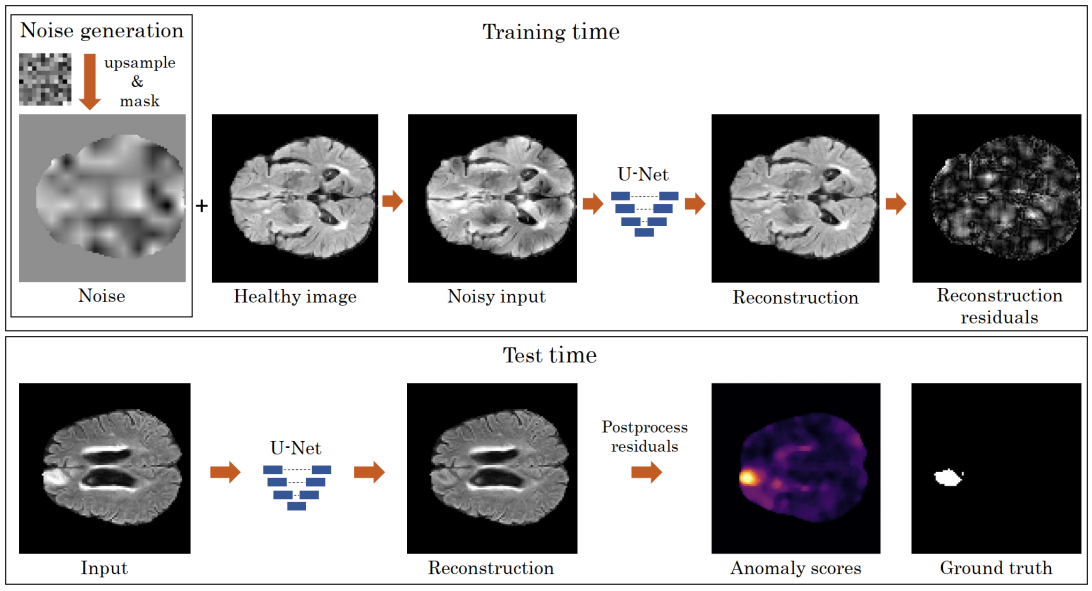 Noise generation
upsample
&
mask
Noise
+
Training time
Healthy image
Noisy input
U-Net
Reconstruction
Reconstruction
residuals
Test time
Input
U-Net
Reconstruction
Postprocess
residuals
Anomaly scores
Ground truth